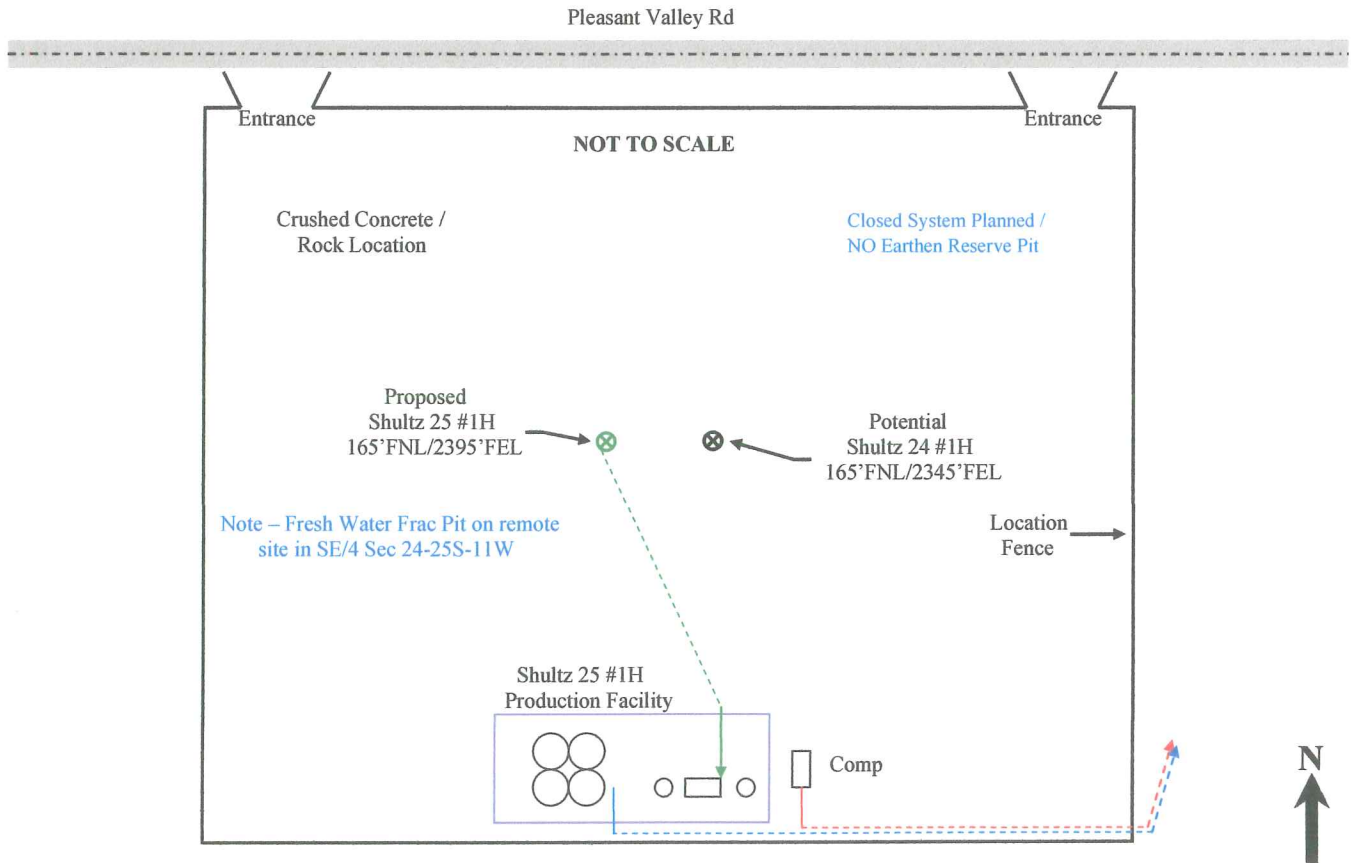 Pleasant Valley Rd
Entrance
Entrance
NOT TO SCALE
Crushed Concrete /
Rock Location
Closed System Planned /
NO Earthen Reserve Pit
Proposed
Shultz 25 #1H
165’FNL/2395’FEL
Potential
Shultz 24 #1H
165’FNL/2345’FEL
Note – Fresh Water Frac Pit on remote
site in SE/4 Sec 24-25S-11W
Location
Fence
Shultz 25 #1H
Production Facility
Comp
N